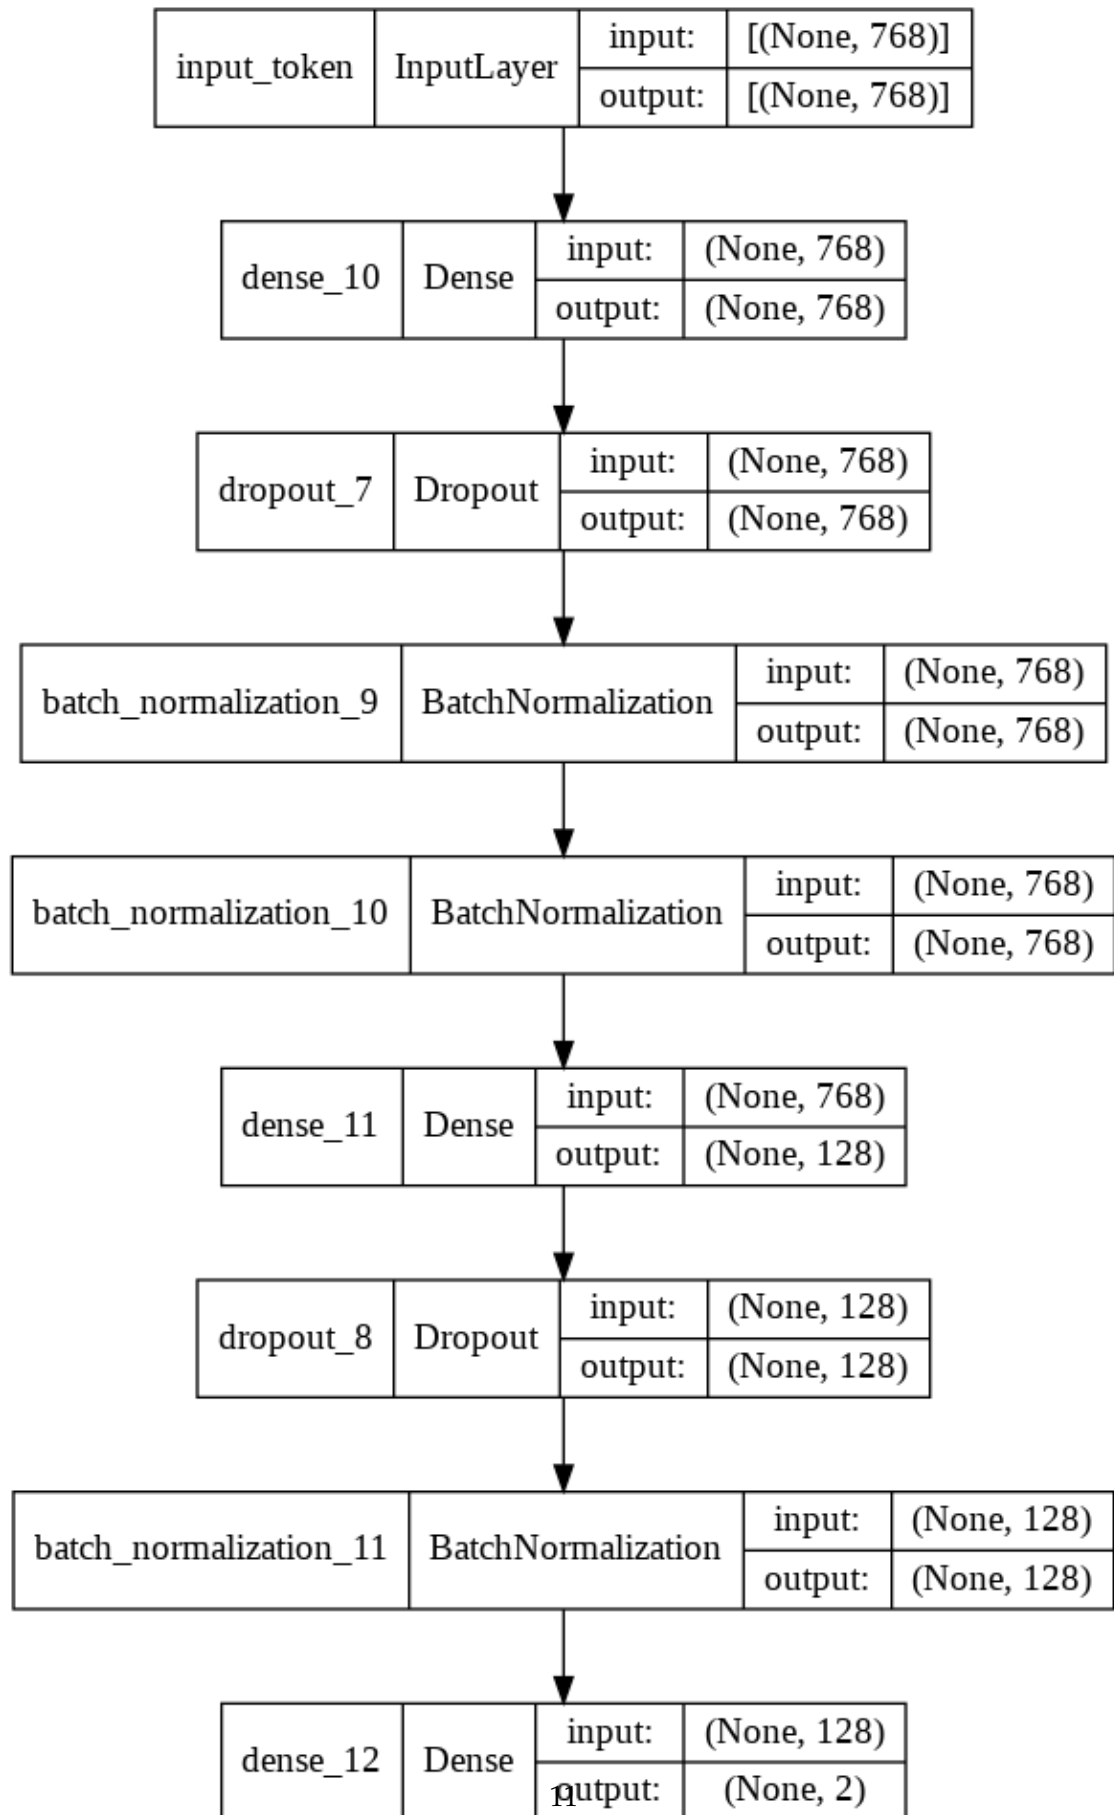 input_token InputLayer input: [(None, 768)]
output: [(None, 768)]
dense_10 Dense input: (None, 768)
output: (None, 768)
dropout_7 Dropout input: (None, 768)
output: (None, 768)
batch_normalization_9 BatchNormalization input: (None, 768)
output: (None, 768)
batch_normalization_10 BatchNormalization input: (None, 768)
output: (None, 768)
dense_11 Dense input: (None, 768)
output: (None, 128)
dropout_8 Dropout input: (None, 128)
output: (None, 128)
batch_normalization_11 BatchNormalization input: (None, 128)
output: (None, 128)
dense_12 Dense input: (None, 128)
output: (None, 2)
11